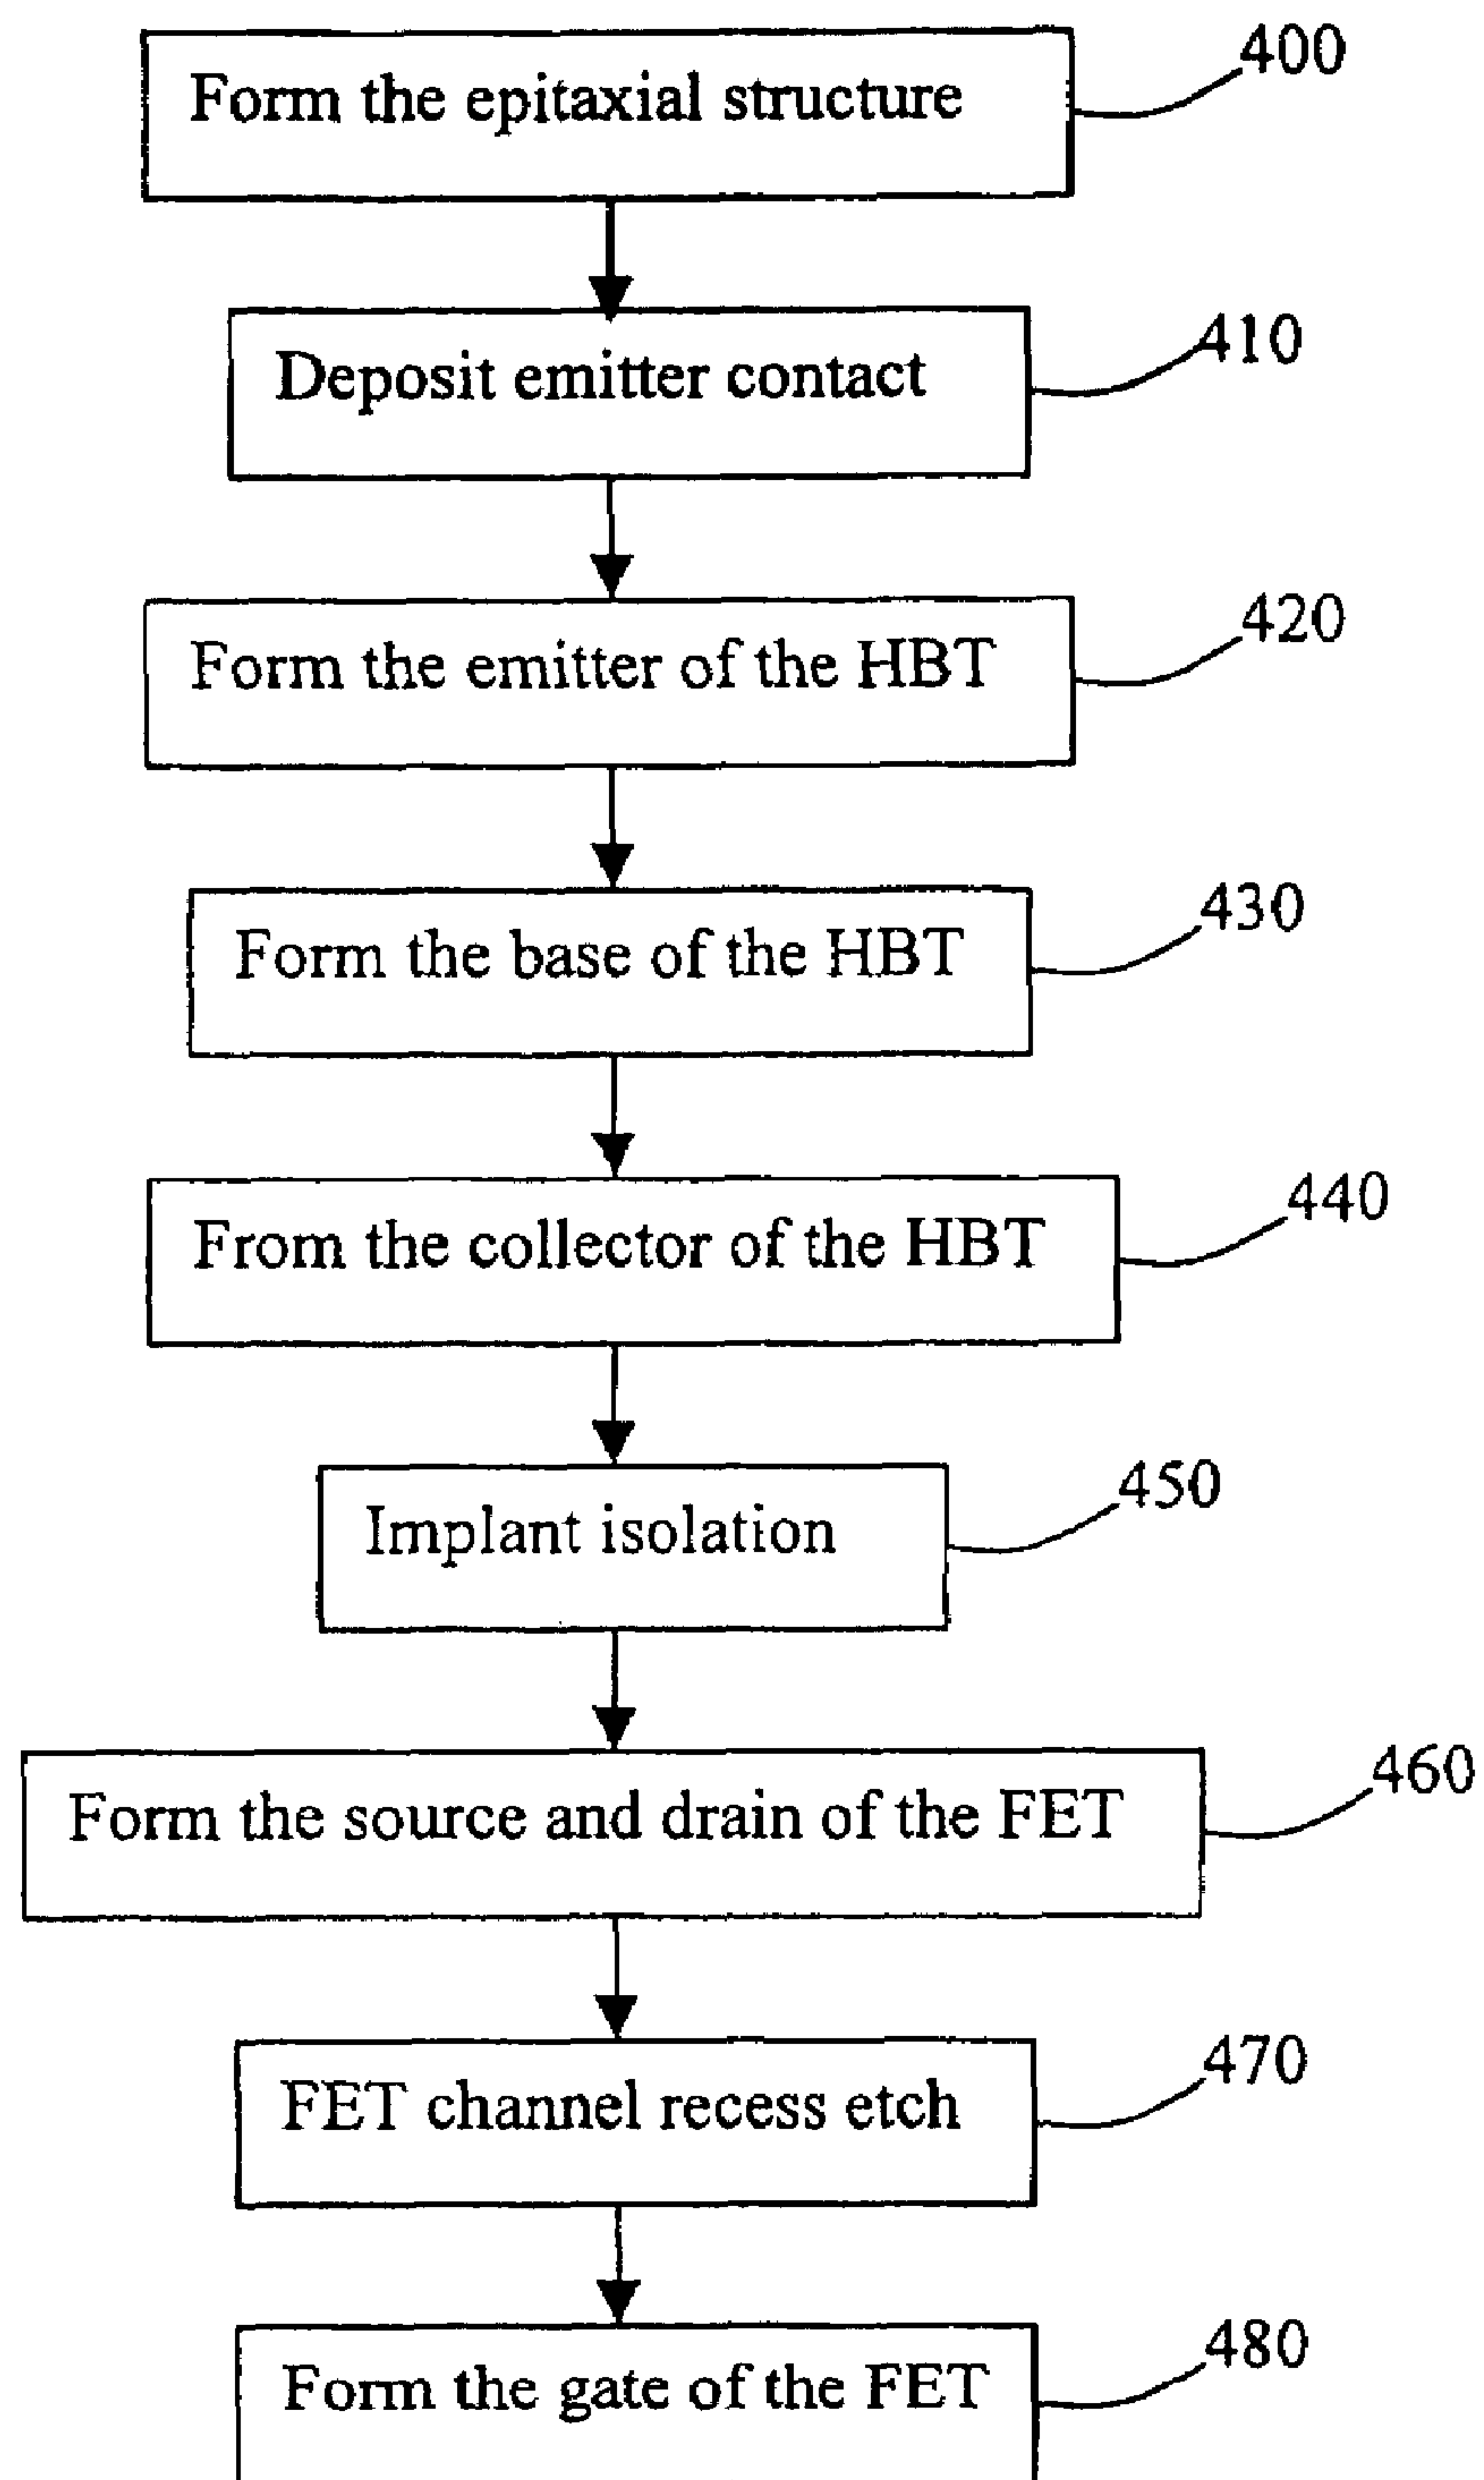 Form the epitaxial structure
400
Deposit emitter contact
410
Form the emitter of the HBT
420
Form the base of the HBT
430
From the collector of the HBT
440
Implant isolation
450
Form the source and drain of the FET
460
FET channel recess etch
470
Form the gate of the FET
480